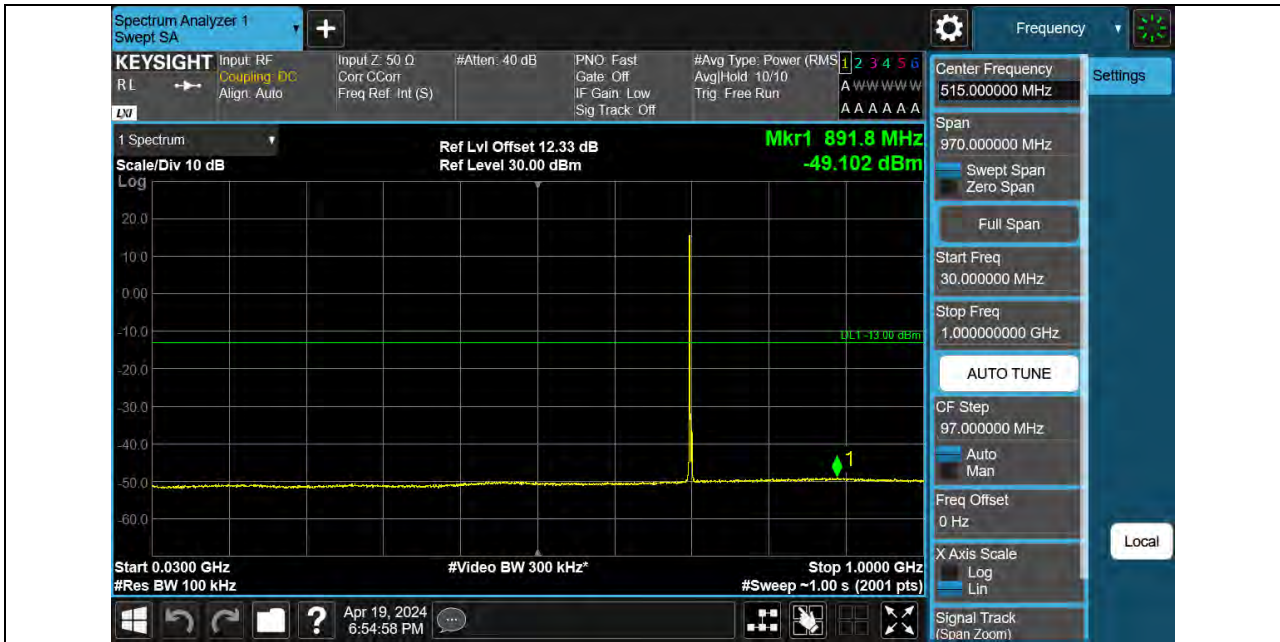 Spectrum Analyzer 1
Swept SA
+
Frequency
KEYSIGHT
RL
LXI
Input: RF
Coupling: DC
Align: Auto
Input Z: 50 Ω
Corr CCorr
Freq Ref: Int (S)
#Atten: 40 dB
PNO: Fast
Gate: Off
IF Gain: Low
Sig Track: Off
#Avg Type: Power (RMS
Avg|Hold: 10/10
Trig: Free Run
1 2 3 4 5 6
A W W W W W
A A A A A A
Center Frequency
515.000000 MHz
Settings
1 Spectrum
Scale/Div 10 dB
Ref Lvl Offset 12.33 dB
Ref Level 30.00 dBm
Mkr1 891.8 MHz
-49.102 dBm
Log
20.0
10.0
0.00
-10.0
-20.0
-30.0
-40.0
-50.0
-60.0
DL1 -13.00 dBm
1
Start 0.0300 GHz
#Res BW 100 kHz
#Video BW 300 kHz*
Stop 1.0000 GHz
#Sweep ~1.00 s (2001 pts)
Span
970.000000 MHz
Swept Span
Zero Span
Full Span
Start Freq
30.000000 MHz
Stop Freq
1.000000000 GHz
AUTO TUNE
CF Step
97.000000 MHz
Auto
Man
Freq Offset
0 Hz
X Axis Scale
Log
Lin
Signal Track
(Span Zoom)
Local
?
Apr 19, 2024
6:54:58 PM